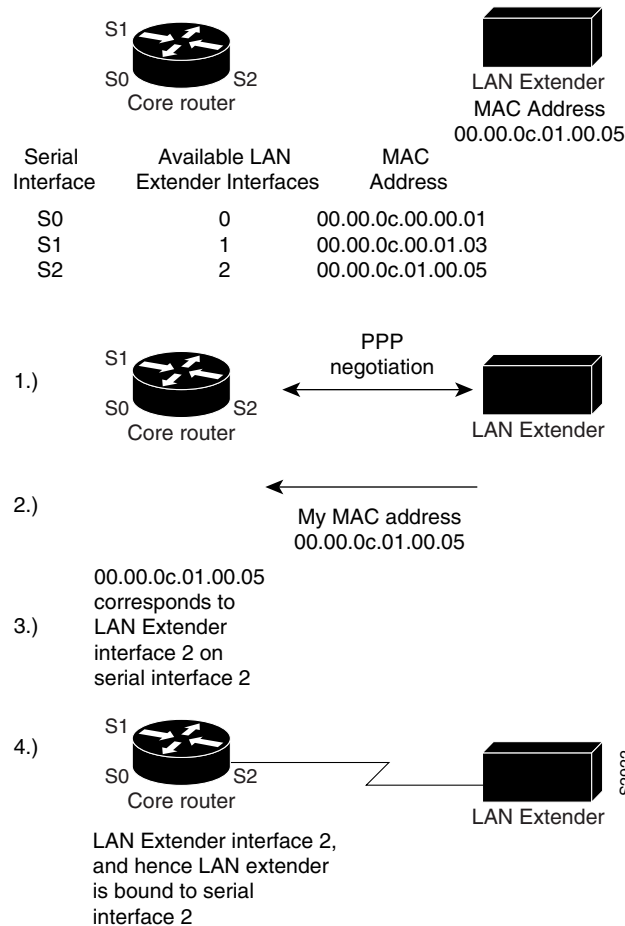 S1
S0
S2
Core router
LAN Extender
MAC Address
00.00.0c.01.00.05
Serial Interface
Available LAN Extender Interfaces
MAC Address
S0 0 00.00.0c.00.00.01
S1 1 00.00.0c.00.01.03
S2 2 00.00.0c.01.00.05
1.)
S1
S0
S2
Core router
PPP
negotiation
LAN Extender
2.)
My MAC address
00.00.0c.01.00.05
3.)
00.00.0c.01.00.05
corresponds to
LAN Extender
interface 2 on
serial interface 2
4.)
S1
S0
S2
Core router
LAN Extender
LAN Extender interface 2,
and hence LAN extender
is bound to serial
interface 2